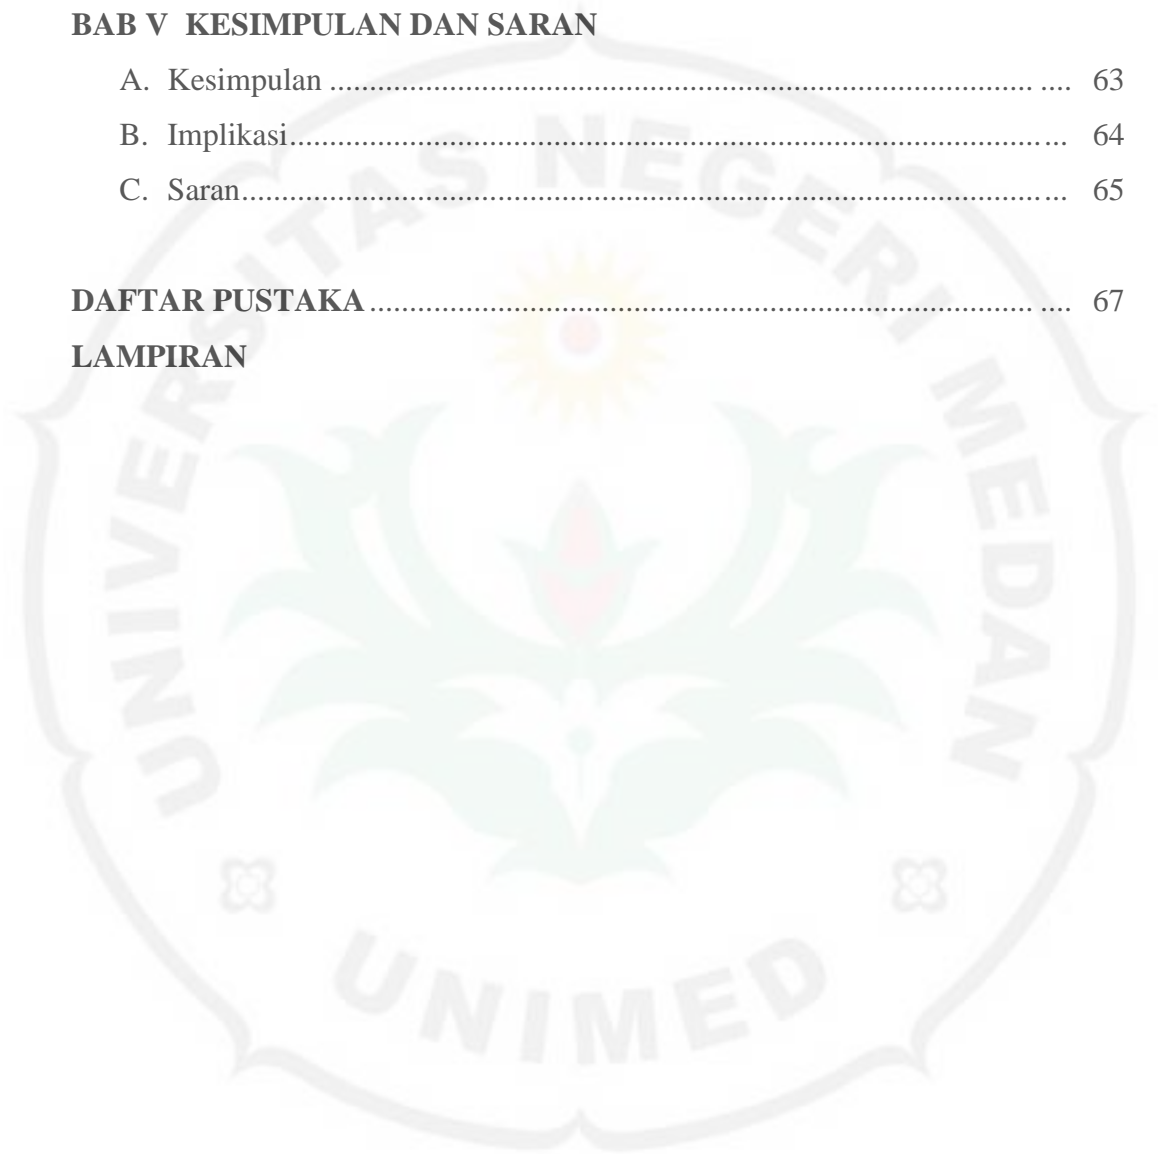 BAB V KESIMPULAN DAN SARAN
A. Kesimpulan ........................................................................................ .... 63
B. Implikasi.............................................................................................. ... 64
C. Saran.................................................................................................... ... 65
DAFTAR PUSTAKA................................................................................... .... 67
LAMPIRAN
UNIVERSITAS NEGERI MEDAN
UNIMED